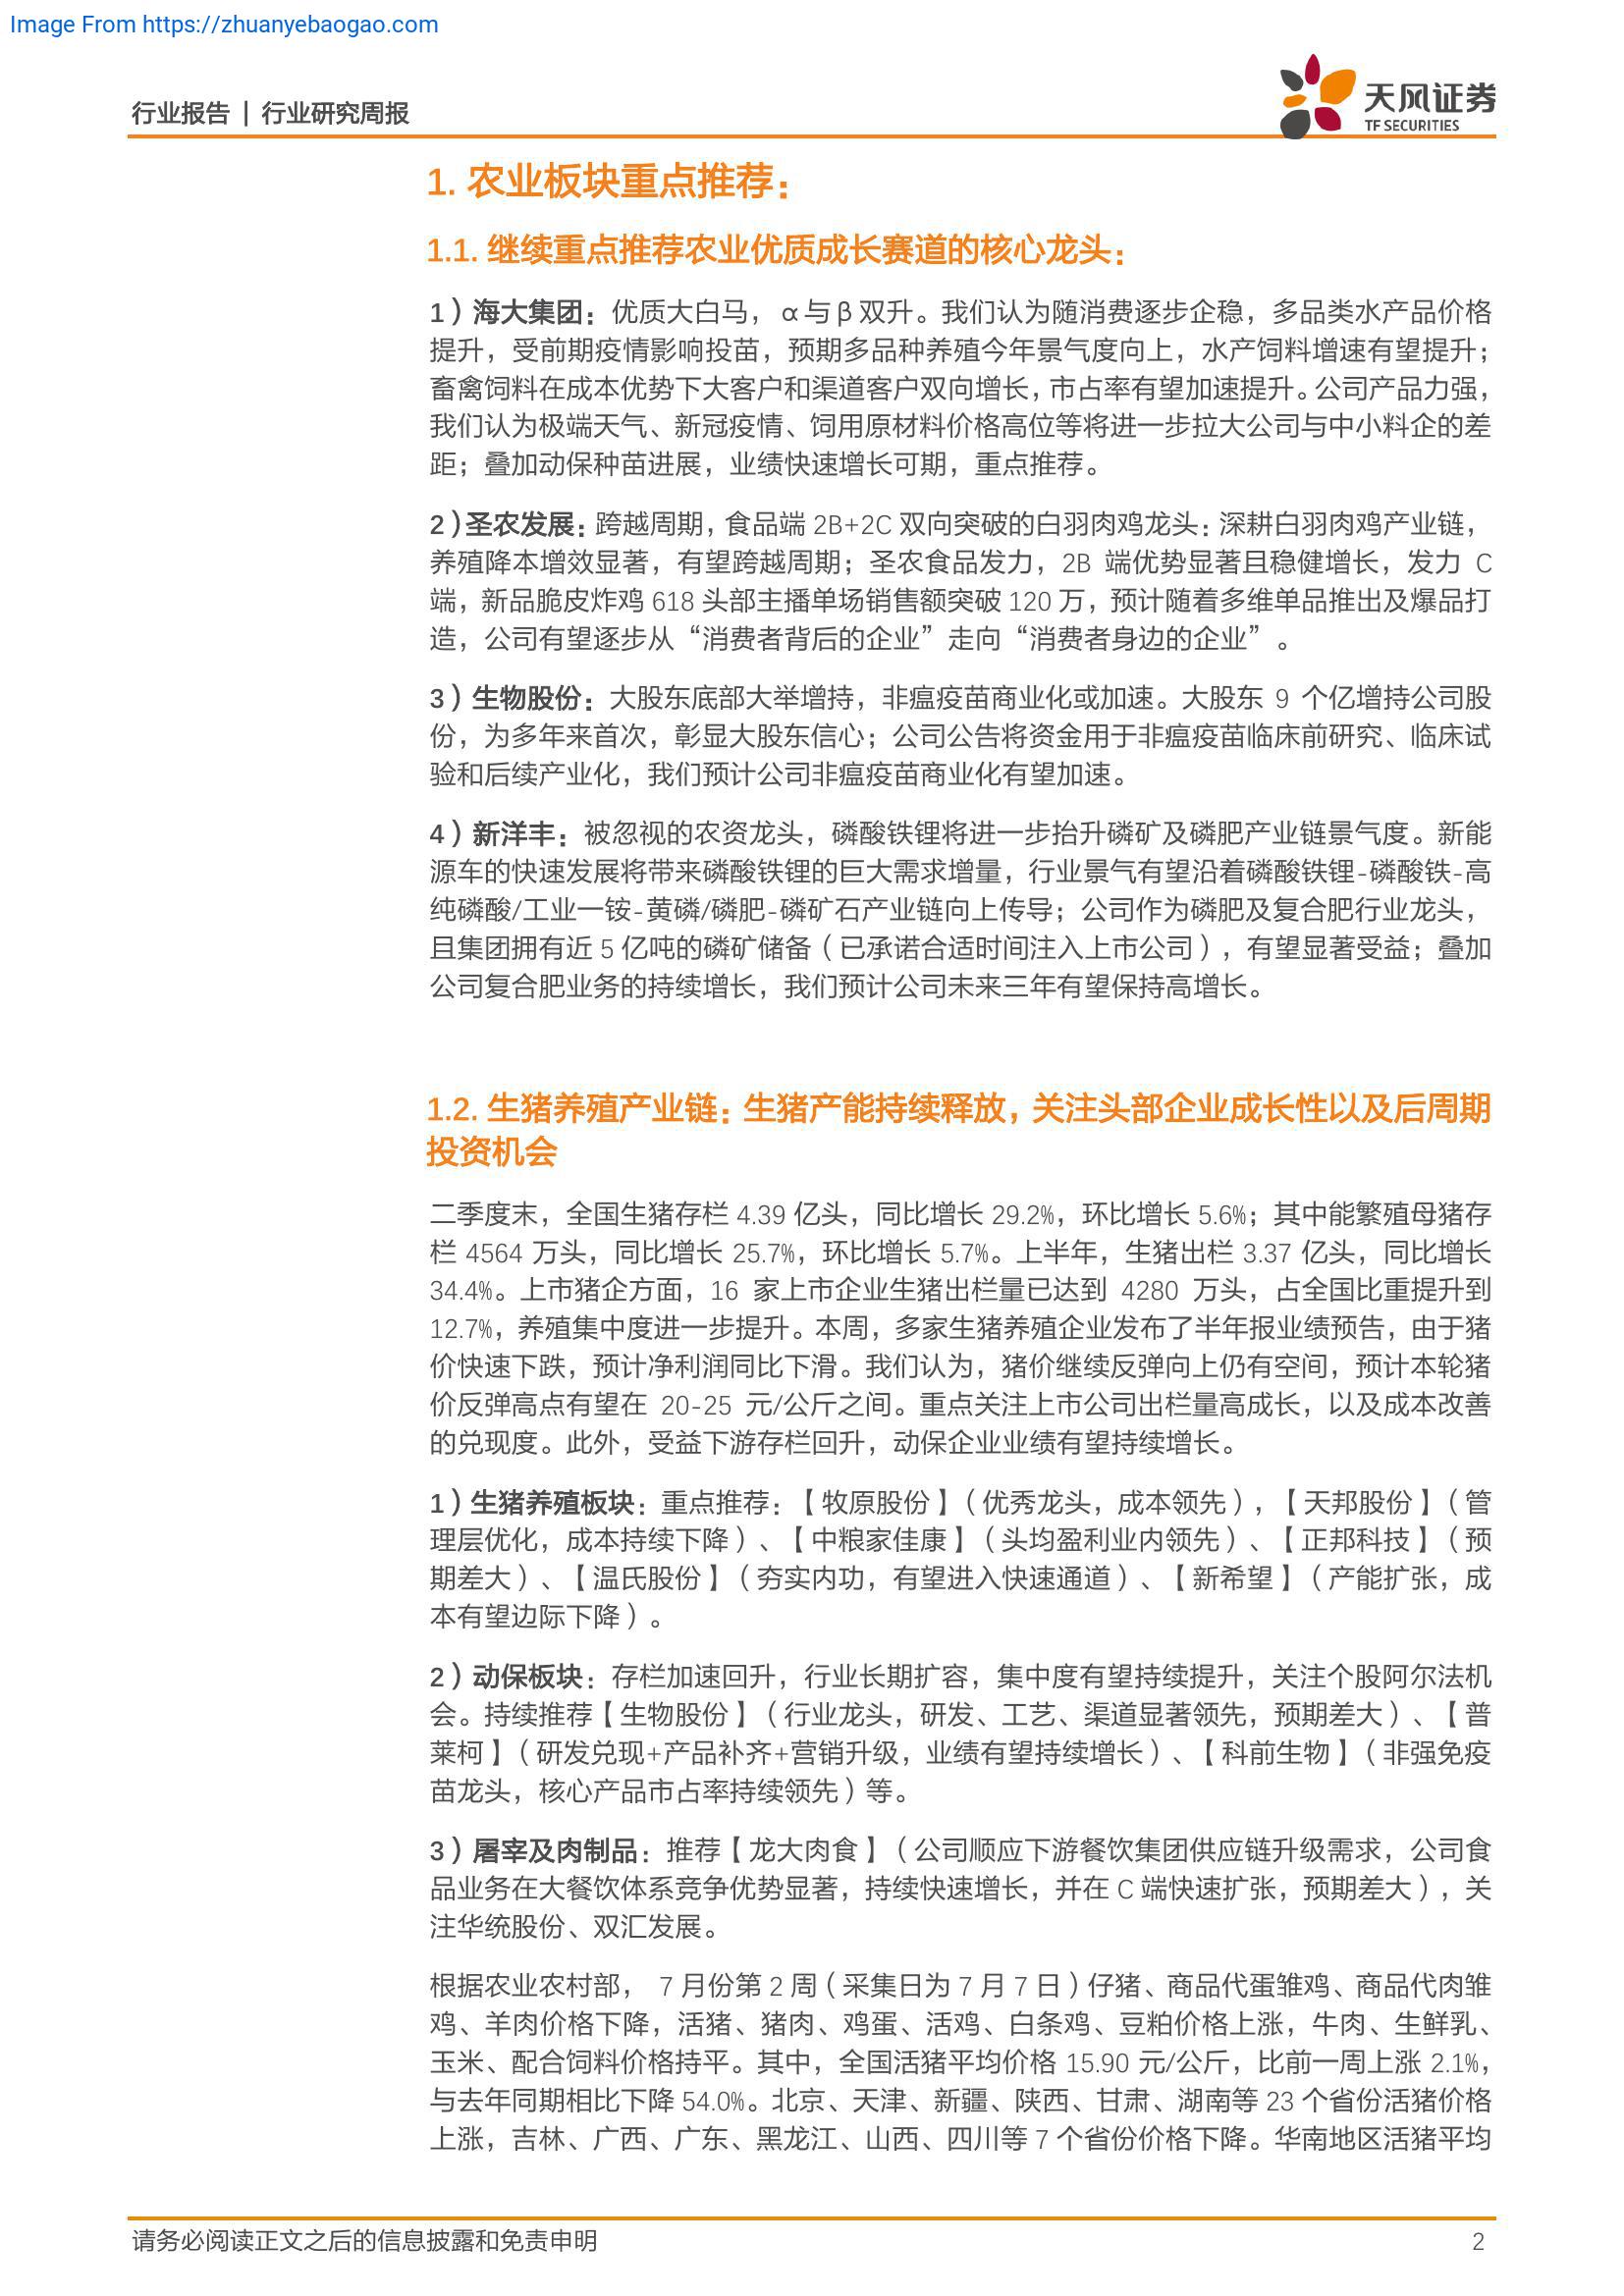 Image From https://zhuanyebaogao.com
行业报告 | 行业研究周报
天风证券
TF SECURITIES
1. 农业板块重点推荐：
1.1. 继续重点推荐农业优质成长赛道的核心龙头：
1）海大集团：优质大白马，α与β双升。我们认为随消费逐步企稳，多品类水产品价格
提升，受前期疫情影响投苗，预期多品种养殖今年景气度向上，水产饲料增速有望提升；
畜禽饲料在成本优势下大客户和渠道客户双向增长，市占率有望加速提升。公司产品力强，
我们认为极端天气、新冠疫情、饲用原材料价格高位等将进一步拉大公司与中小料企的差
距；叠加动保种苗进展，业绩快速增长可期，重点推荐。
2）圣农发展：跨越周期，食品端 2B+2C 双向突破的白羽肉鸡龙头：深耕白羽肉鸡产业链，
养殖降本增效显著，有望跨越周期；圣农食品发力，2B 端优势显著且稳健增长，发力 C
端，新品脆皮炸鸡 618 头部主播单场销售额突破 120 万，预计随着多维单品推出及爆品打
造，公司有望逐步从“消费者背后的企业”走向“消费者身边的企业”。
3）生物股份：大股东底部大举增持，非瘟疫苗商业化或加速。大股东 9 个亿增持公司股
份，为多年来首次，彰显大股东信心；公司公告将资金用于非瘟疫苗临床前研究、临床试
验和后续产业化，我们预计公司非瘟疫苗商业化有望加速。
4）新洋丰：被忽视的农资龙头，磷酸铁锂将进一步抬升磷矿及磷肥产业链景气度。新能
源车的快速发展将带来磷酸铁锂的巨大需求增量，行业景气有望沿着磷酸铁锂-磷酸铁-高
纯磷酸/工业一铵-黄磷/磷肥-磷矿石产业链向上传导；公司作为磷肥及复合肥行业龙头，
且集团拥有近 5 亿吨的磷矿储备（已承诺合适时间注入上市公司），有望显著受益；叠加
公司复合肥业务的持续增长，我们预计公司未来三年有望保持高增长。
1.2. 生猪养殖产业链：生猪产能持续释放，关注头部企业成长性以及后周期
投资机会
二季度末，全国生猪存栏 4.39 亿头，同比增长 29.2%，环比增长 5.6%；其中能繁殖母猪存
栏 4564 万头，同比增长 25.7%，环比增长 5.7%。上半年，生猪出栏 3.37 亿头，同比增长
34.4%。上市猪企方面，16 家上市企业生猪出栏量已达到 4280 万头，占全国比重提升到
12.7%，养殖集中度进一步提升。本周，多家生猪养殖企业发布了半年报业绩预告，由于猪
价快速下跌，预计净利润同比下滑。我们认为，猪价继续反弹向上仍有空间，预计本轮猪
价反弹高点有望在 20-25 元/公斤之间。重点关注上市公司出栏量高成长，以及成本改善
的兑现度。此外，受益下游存栏回升，动保企业业绩有望持续增长。
1）生猪养殖板块：重点推荐：【牧原股份】（优秀龙头，成本领先），【天邦股份】（管
理层优化，成本持续下降）、【中粮家佳康】（头均盈利业内领先）、【正邦科技】（预
期差大）、【温氏股份】（夯实内功，有望进入快速通道）、【新希望】（产能扩张，成
本有望边际下降）。
2）动保板块：存栏加速回升，行业长期扩容，集中度有望持续提升，关注个股阿尔法机
会。持续推荐【生物股份】（行业龙头，研发、工艺、渠道显著领先，预期差大）、【普
莱柯】（研发兑现+产品补齐+营销升级，业绩有望持续增长）、【科前生物】（非强免疫
苗龙头，核心产品市占率持续领先）等。
3）屠宰及肉制品：推荐【龙大肉食】（公司顺应下游餐饮集团供应链升级需求，公司食
品业务在大餐饮体系竞争优势显著，持续快速增长，并在 C 端快速扩张，预期差大），关
注华统股份、双汇发展。
根据农业农村部， 7 月份第 2 周（采集日为 7 月 7 日）仔猪、商品代蛋雏鸡、商品代肉雏
鸡、羊肉价格下降，活猪、猪肉、鸡蛋、活鸡、白条鸡、豆粕价格上涨，牛肉、生鲜乳、
玉米、配合饲料价格持平。其中，全国活猪平均价格 15.90 元/公斤，比前一周上涨 2.1%，
与去年同期相比下降 54.0%。北京、天津、新疆、陕西、甘肃、湖南等 23 个省份活猪价格
上涨，吉林、广西、广东、黑龙江、山西、四川等 7 个省份价格下降。华南地区活猪平均
请务必阅读正文之后的信息披露和免责申明
2